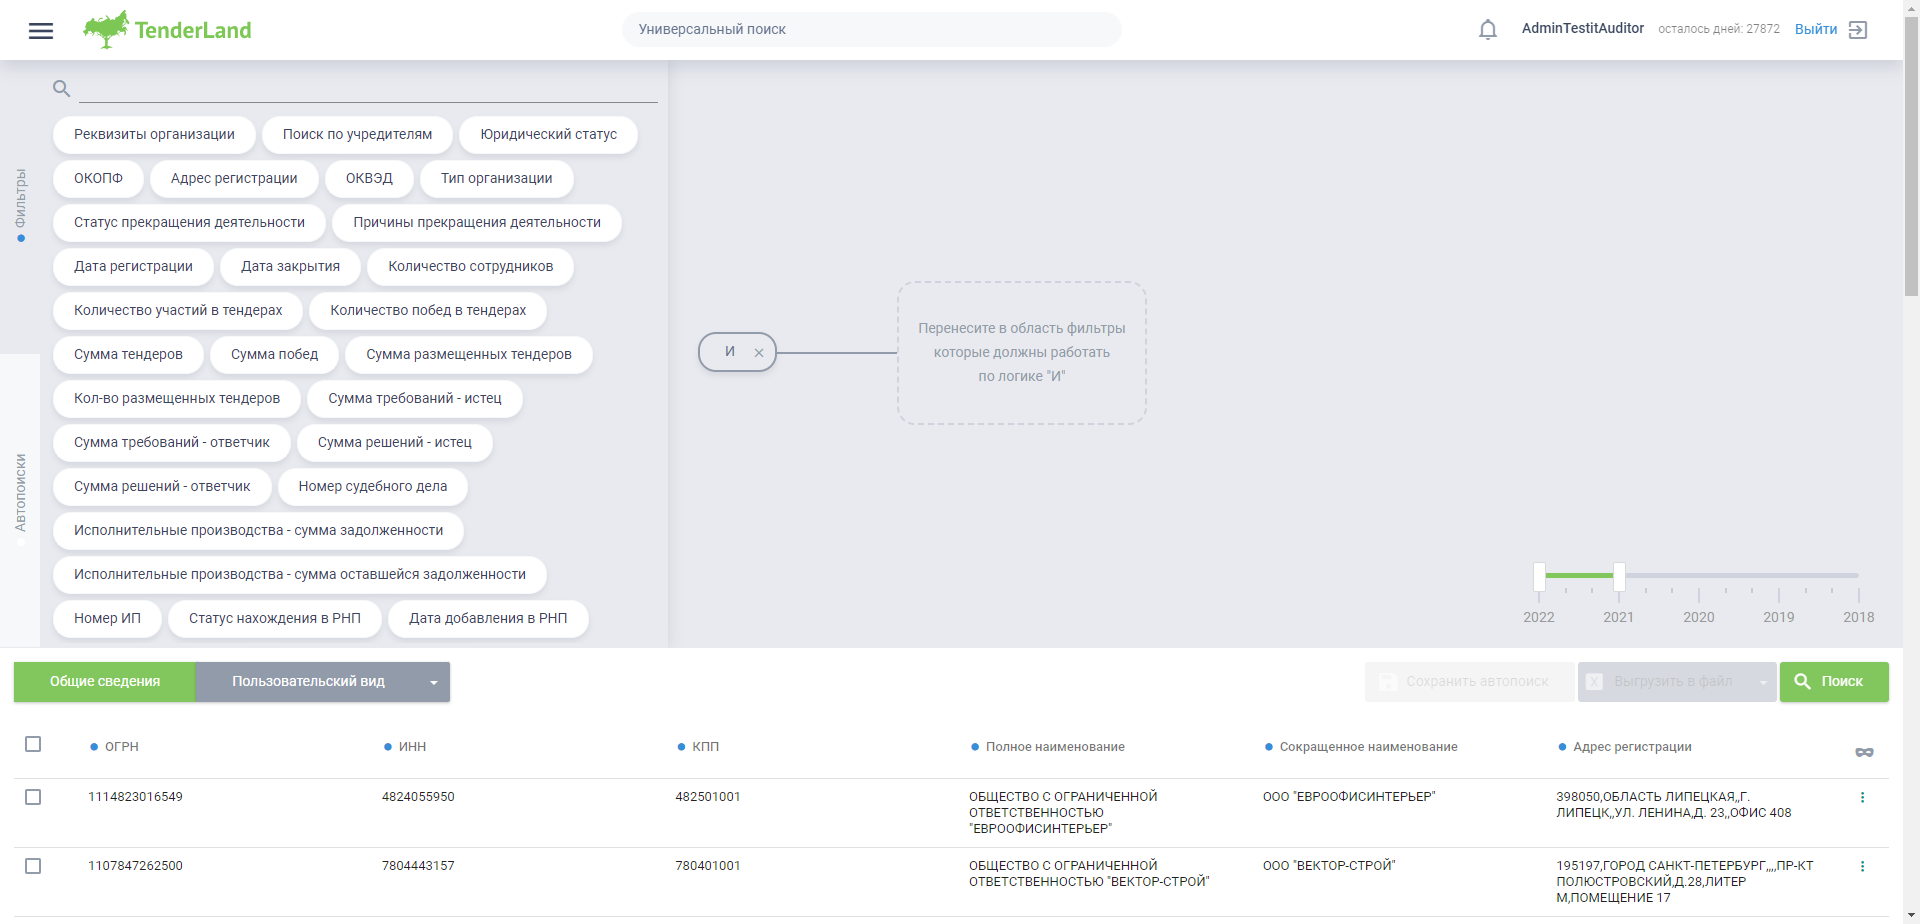 TenderLand
Универсальный поиск
AdminTestitAuditor
осталось дней: 27872
Выйти
Фильтры
Автопоиски
Реквизиты организации
Поиск по учредителям
Юридический статус
ОКОПФ
Адрес регистрации
ОКВЭД
Тип организации
Статус прекращения деятельности
Причины прекращения деятельности
Дата регистрации
Дата закрытия
Количество сотрудников
Количество участий в тендерах
Количество побед в тендерах
Сумма тендеров
Сумма побед
Сумма размещенных тендеров
Кол-во размещенных тендеров
Сумма требований - истец
Сумма требований - ответчик
Сумма решений - истец
Сумма решений - ответчик
Номер судебного дела
Исполнительные производства - сумма задолженности
Исполнительные производства - сумма оставшейся задолженности
Номер ИП
Статус нахождения в РНП
Дата добавления в РНП
И
Перенесите в область фильтры
которые должны работать
по логике "И"
2022
2021
2020
2019
2018
Общие сведения
Пользовательский вид
Сохранить автопоиск
Выгрузить в файл
Поиск
ОГРН
ИНН
КПП
Полное наименование
Сокращенное наименование
Адрес регистрации
1114823016549
4824055950
482501001
ОБЩЕСТВО С ОГРАНИЧЕННОЙ
ОТВЕТСТВЕННОСТЬЮ
"ЕВРООФИСИНТЕРЬЕР"
ООО "ЕВРООФИСИНТЕРЬЕР"
398050,ОБЛАСТЬ ЛИПЕЦКАЯ,,Г.
ЛИПЕЦК,,УЛ. ЛЕНИНА,Д. 23,,ОФИС 408
1107847262500
7804443157
780401001
ОБЩЕСТВО С ОГРАНИЧЕННОЙ
ОТВЕТСТВЕННОСТЬЮ "ВЕКТОР-СТРОЙ"
ООО "ВЕКТОР-СТРОЙ"
195197,ГОРОД САНКТ-ПЕТЕРБУРГ,,,,ПР-КТ
ПОЛЮСТРОВСКИЙ,Д.28,ЛИТЕР
М,ПОМЕЩЕНИЕ 17